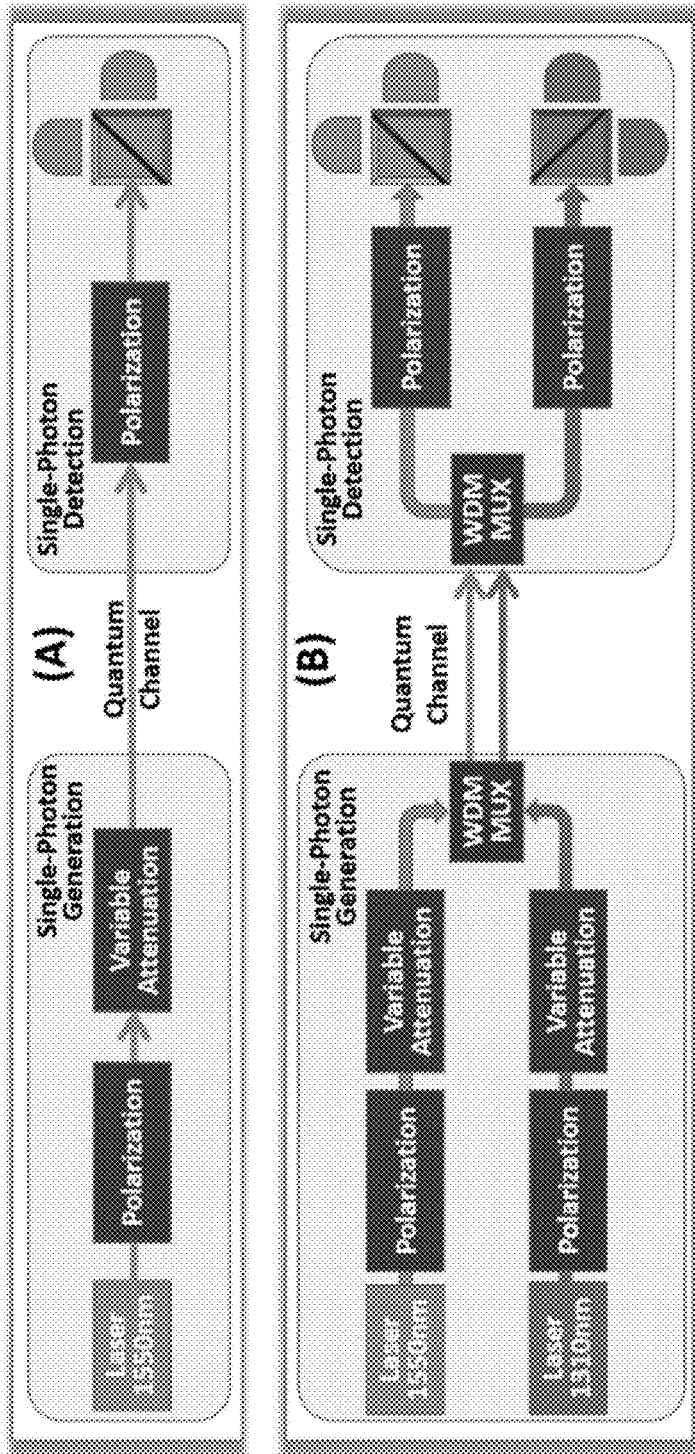 (A)
Single-Photon
Generation
Laser
1550nm
Polarization
Variable
Attenuation
Quantum
Channel
Single-Photon
Detection
Polarization
(B)
Single-Photon
Generation
Laser
1550nm
Polarization
Variable
Attenuation
Laser
1310nm
Polarization
Variable
Attenuation
WDM
MUX
Quantum
Channel
Single-Photon
Detection
WDM
MUX
Polarization
Polarization